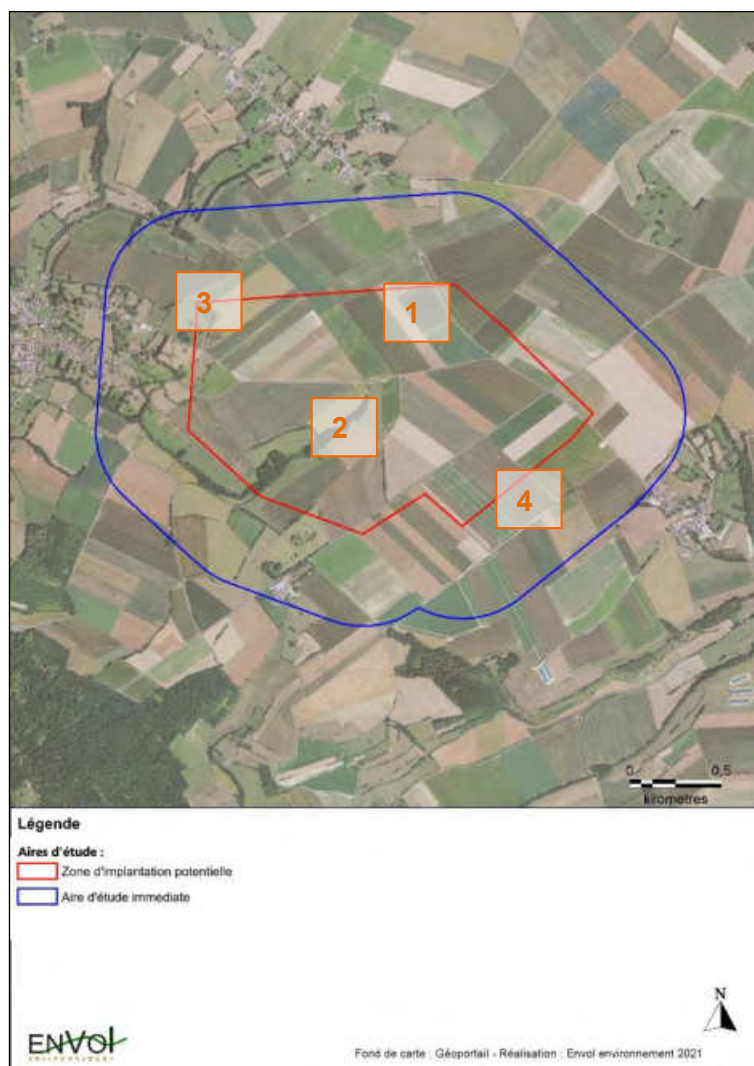 3
1
2
4
0 0,5
kilometres
Légende
Aires d'étude :
Zone d'implantation potentielle
Aire d'étude immediate
N
ENVOL
ENVIRONNEMENT
Fond de carte : Géoportail - Réalisation : Envol environnement 2021